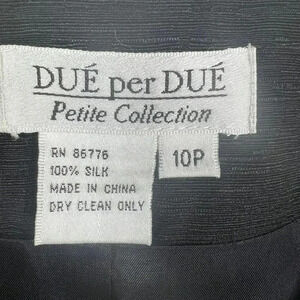 DUÉ per DUÉ
Petite Collection
RN 86776
100% SILK
MADE IN CHINA
DRY CLEAN ONLY
10P